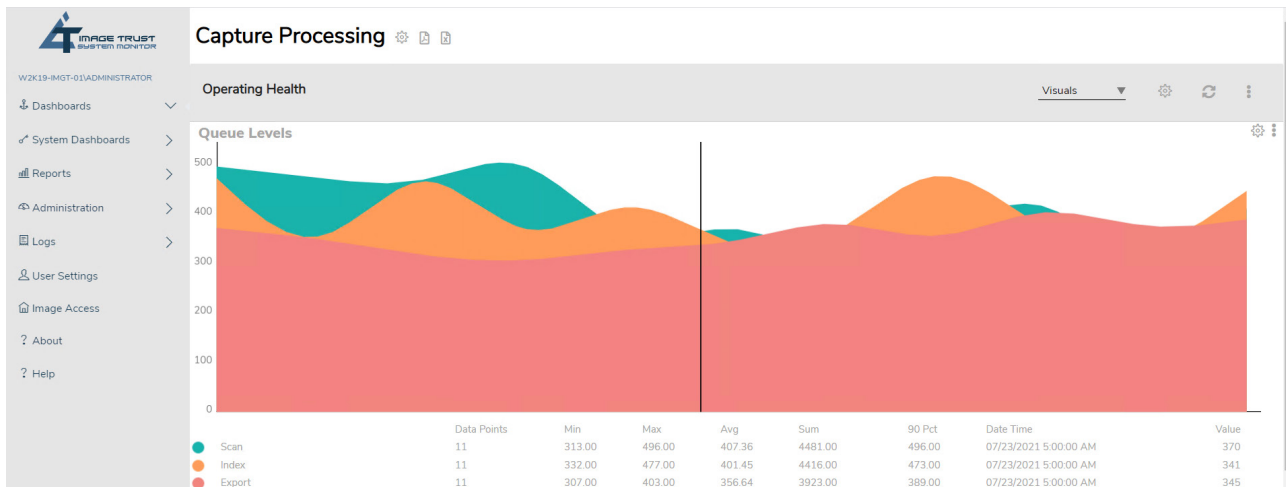 IMAGE TRUST
SYSTEM MONITOR
W2K19-IMGT-01\ADMINISTRATOR
Dashboards
System Dashboards
Reports
Administration
Logs
User Settings
Image Access
? About
? Help
Capture Processing
Operating Health
Visuals
Queue Levels
500
400
300
200
100
0
Data Points Min Max Avg Sum 90 Pct Date Time Value
Scan 11 313.00 496.00 407.36 4481.00 496.00 07/23/2021 5:00:00 AM 370
Index 11 332.00 477.00 401.45 4416.00 473.00 07/23/2021 5:00:00 AM 341
Export 11 307.00 403.00 356.64 3923.00 389.00 07/23/2021 5:00:00 AM 345